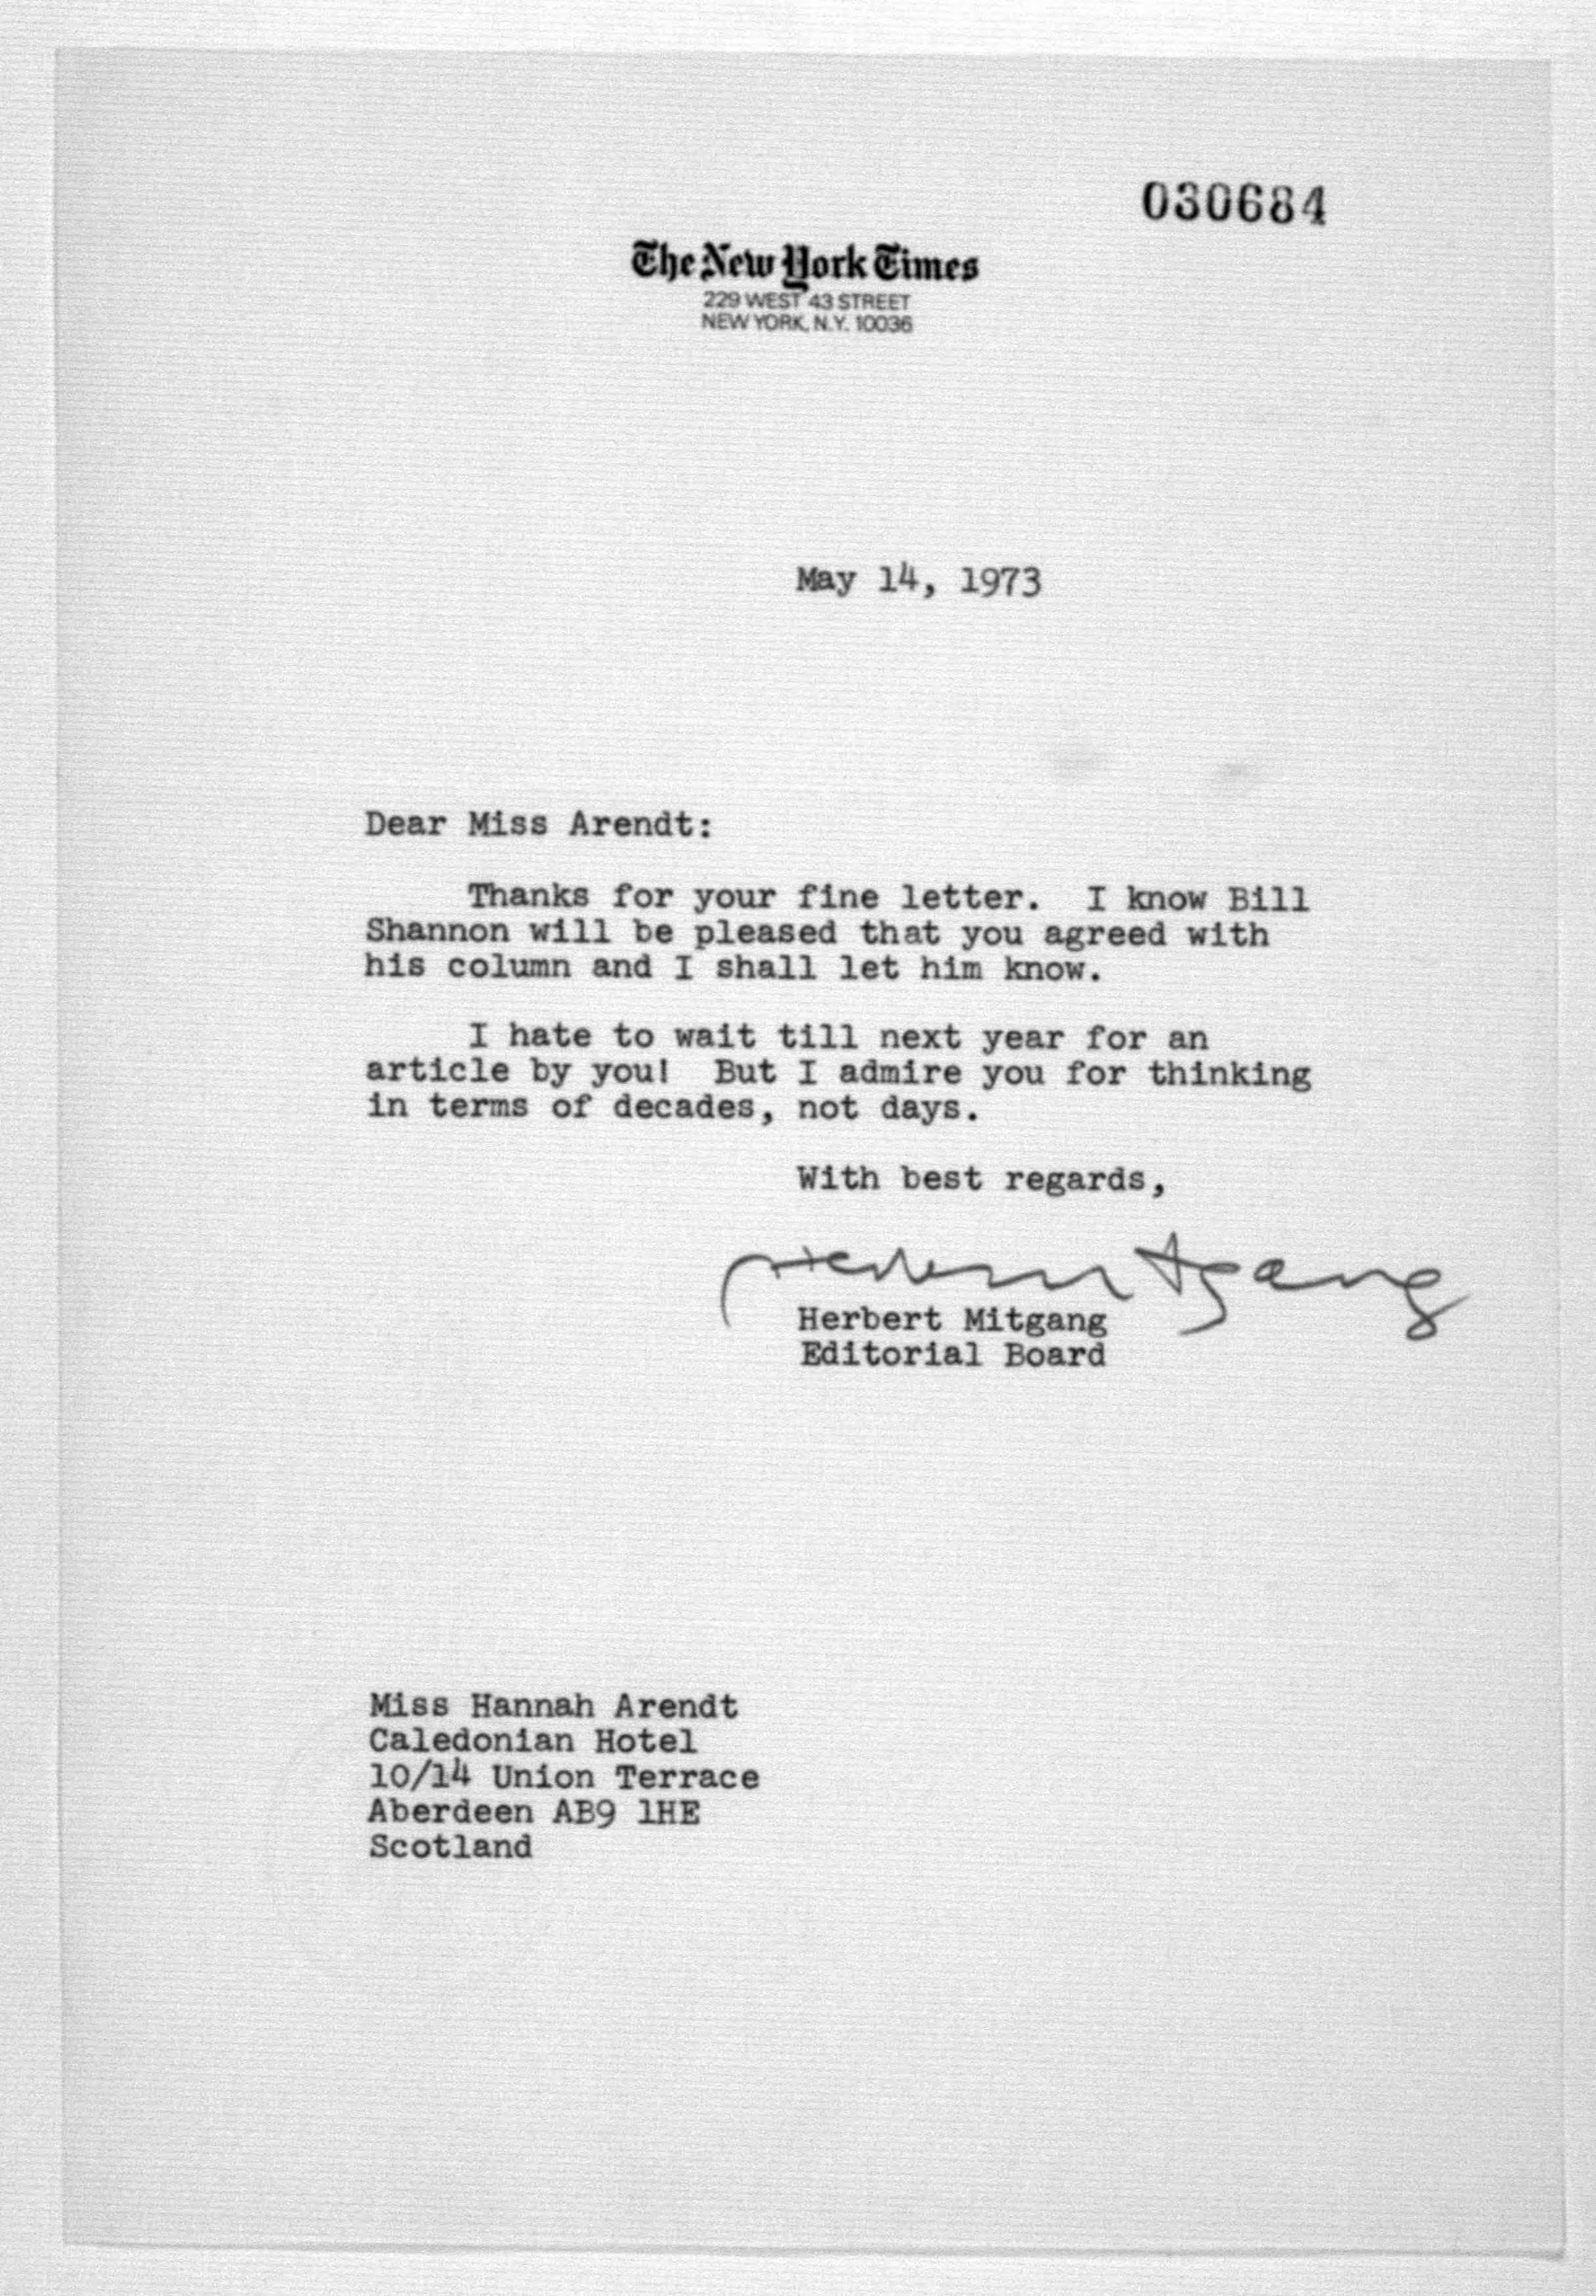 030684
The New York Times
229 WEST 43 STREET
NEW YORK, N.Y. 10036
May 14, 1973
Dear Miss Arendt:
Thanks for your fine letter. I know Bill
Shannon will be pleased that you agreed with
his column and I shall let him know.
I hate to wait till next year for an
article by you! But I admire you for thinking
in terms of decades, not days.
With best regards,
Herbert Mitgang
Herbert Mitgang
Editorial Board
Miss Hannah Arendt
Caledonian Hotel
10/14 Union Terrace
Aberdeen AB9 1HE
Scotland